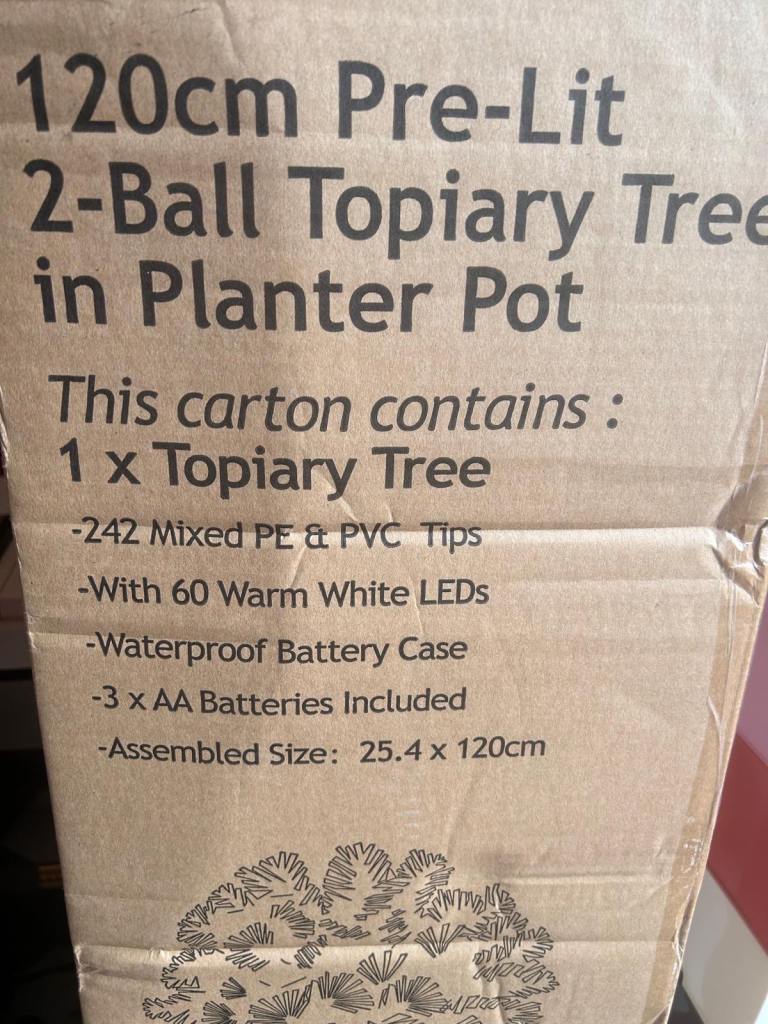 120cm Pre-Lit
2-Ball Topiary Tree
in Planter Pot
This carton contains :
1 x Topiary Tree
-242 Mixed PE & PVC Tips
-With 60 Warm White LEDs
-Waterproof Battery Case
-3 x AA Batteries Included
-Assembled Size: 25.4 x 120cm